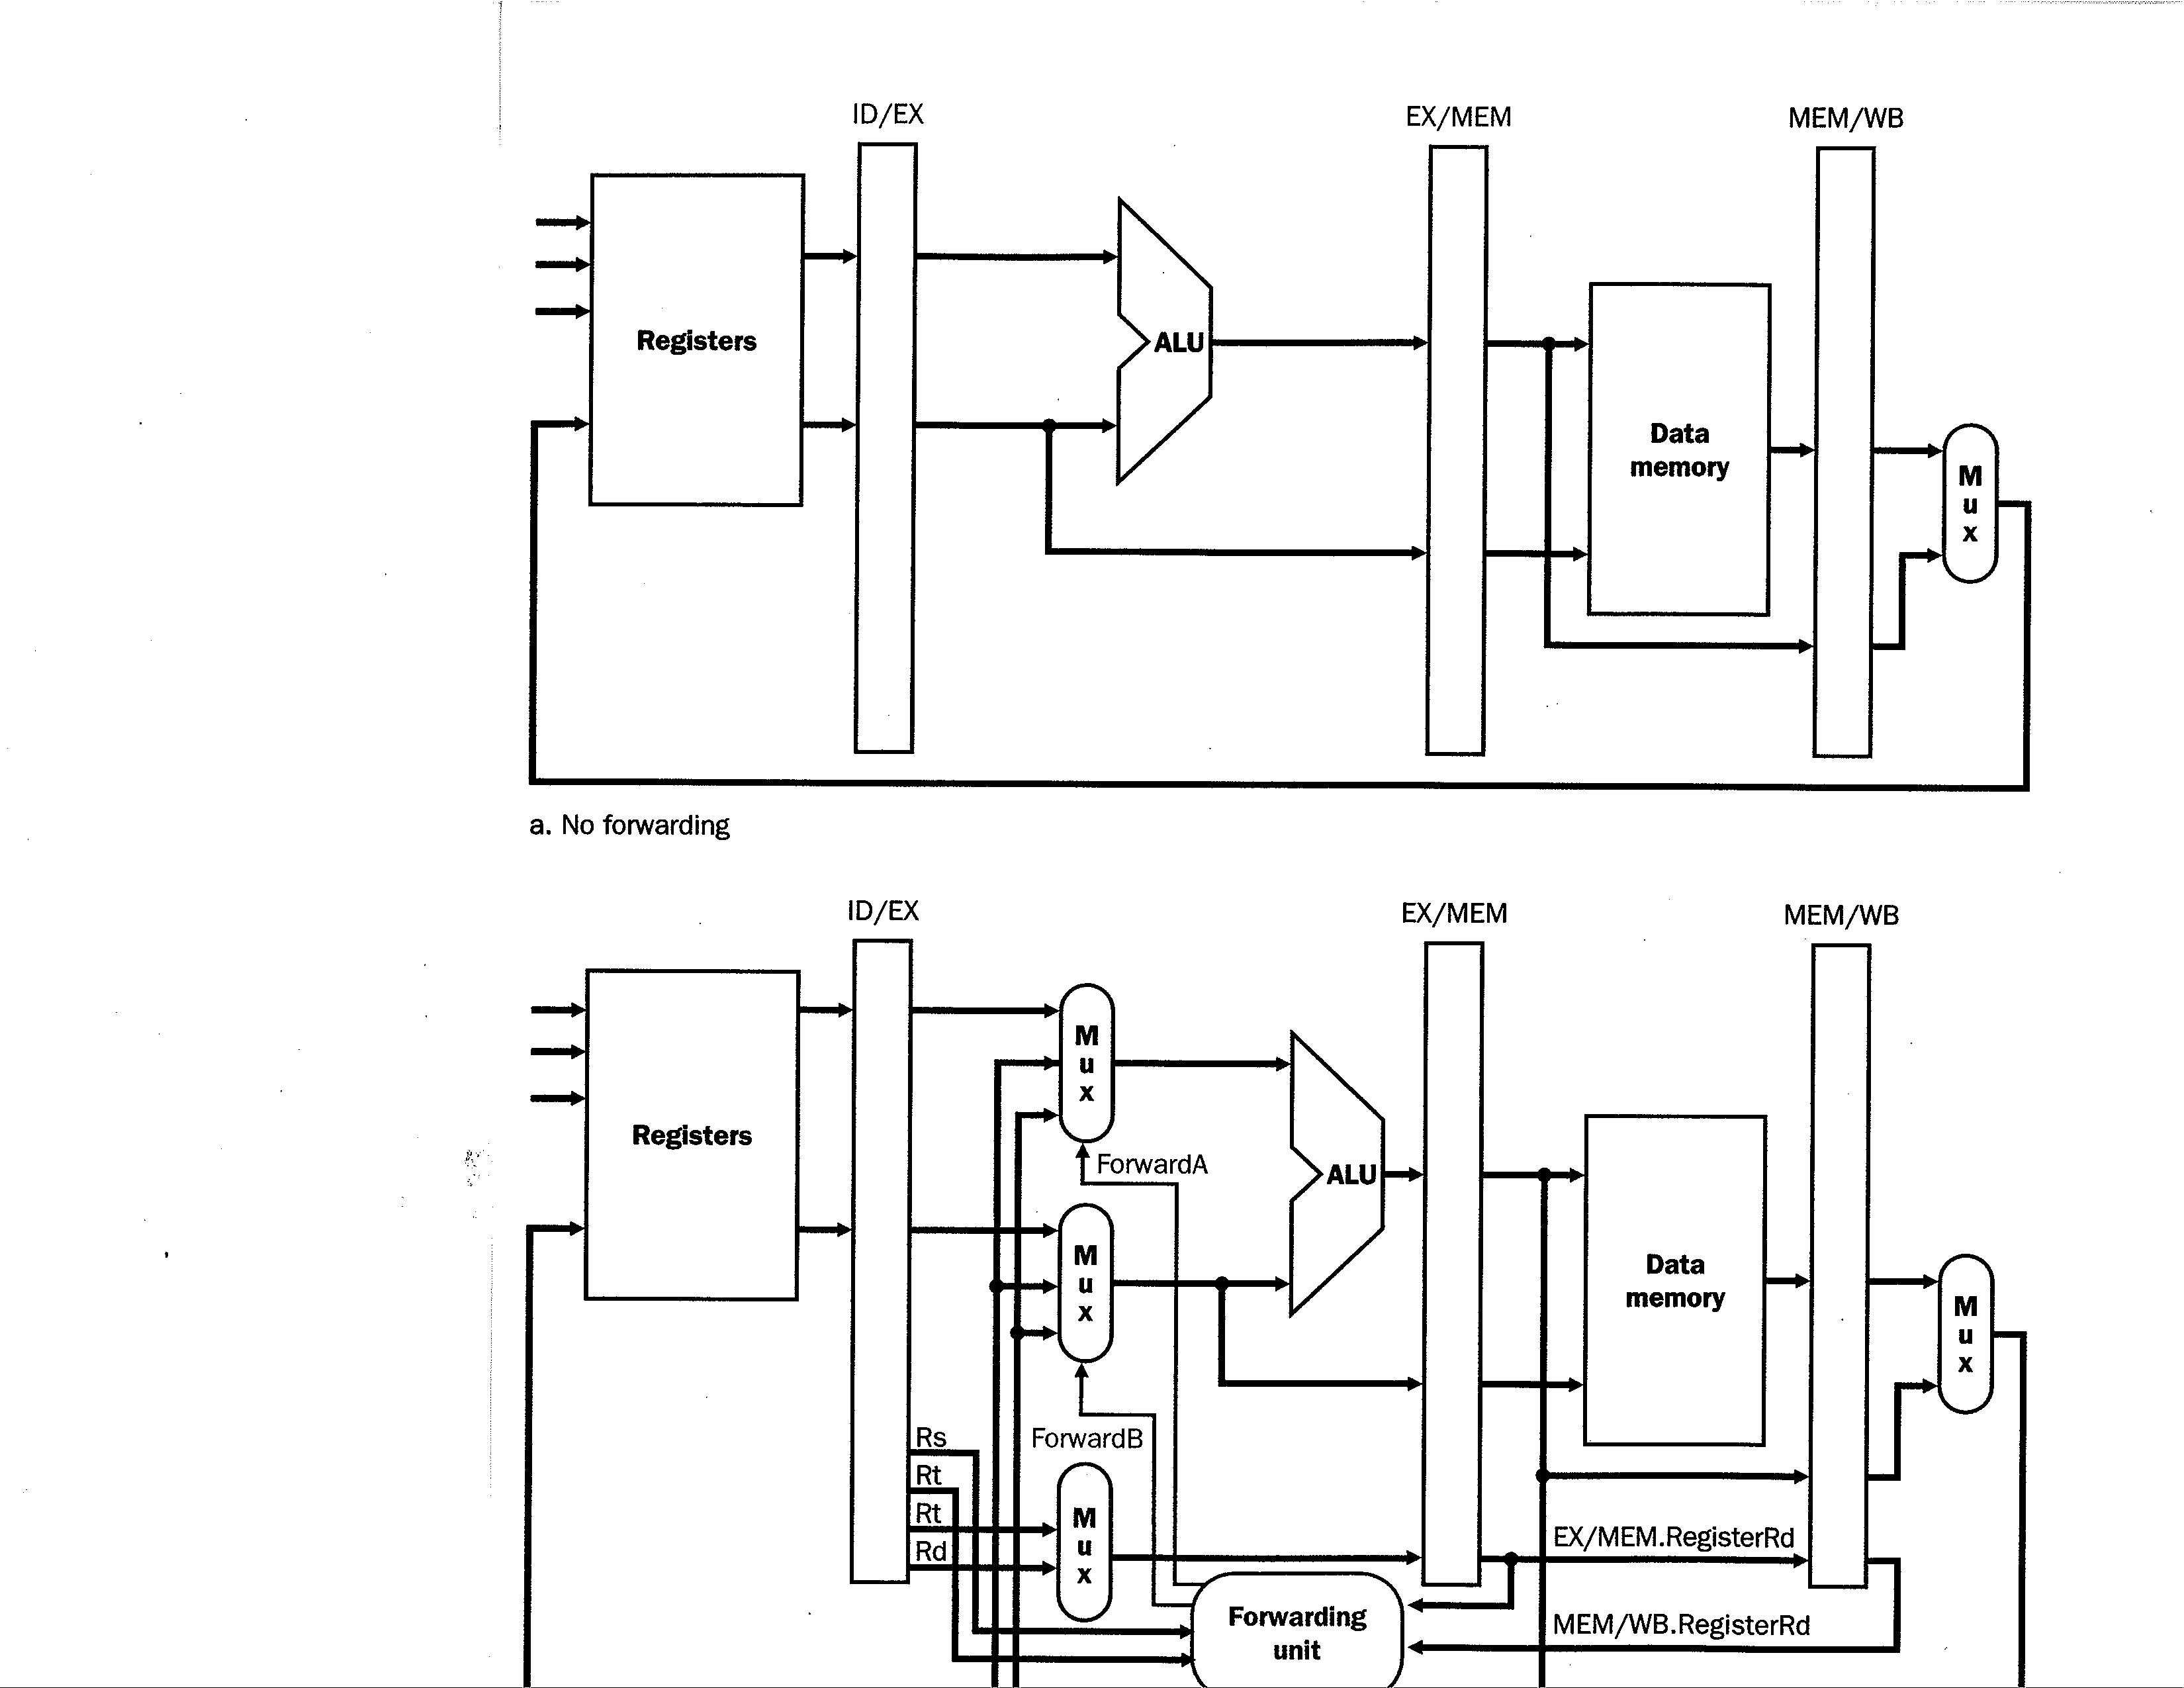 ID/EX
EX/MEM
MEM/WB
Registers
ALU
Data
memory
M
u
x
a. No forwarding
ID/EX
EX/MEM
MEM/WB
Registers
M
u
x
ForwardA
ALU
M
u
x
Data
memory
M
u
x
Rs
ForwardB
Rt
Rt
Rd
M
u
x
EX/MEM.RegisterRd
Forwarding
unit
MEM/WB.RegisterRd